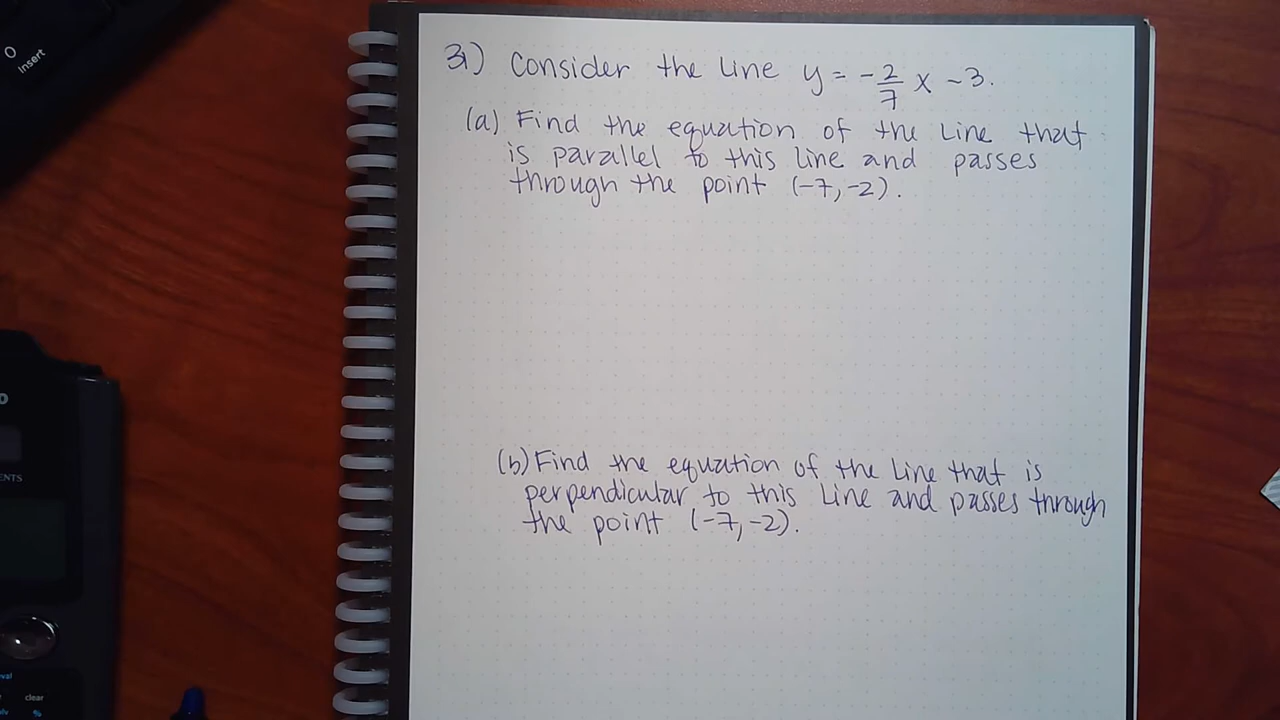 0
Insert
31) Consider the line y = -2/7 x - 3.
(a) Find the equation of the line that
is parallel to this line and passes
through the point (-7,-2).
(b) Find the equation of the line that is
perpendicular to this line and passes through
the point (-7,-2).
clear
%